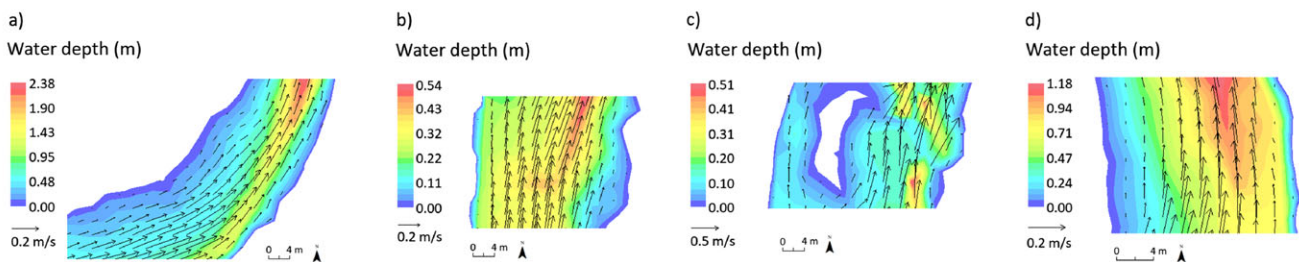 a)
Water depth (m)
2.38
1.90
1.43
0.95
0.48
0.00
0.2 m/s
0 4 m
N
b)
Water depth (m)
0.54
0.43
0.32
0.22
0.11
0.00
0.2 m/s
0 4 m
N
c)
Water depth (m)
0.51
0.41
0.31
0.20
0.10
0.00
0.5 m/s
0 4 m
N
d)
Water depth (m)
1.18
0.94
0.71
0.47
0.24
0.00
0.2 m/s
0 4 m
N